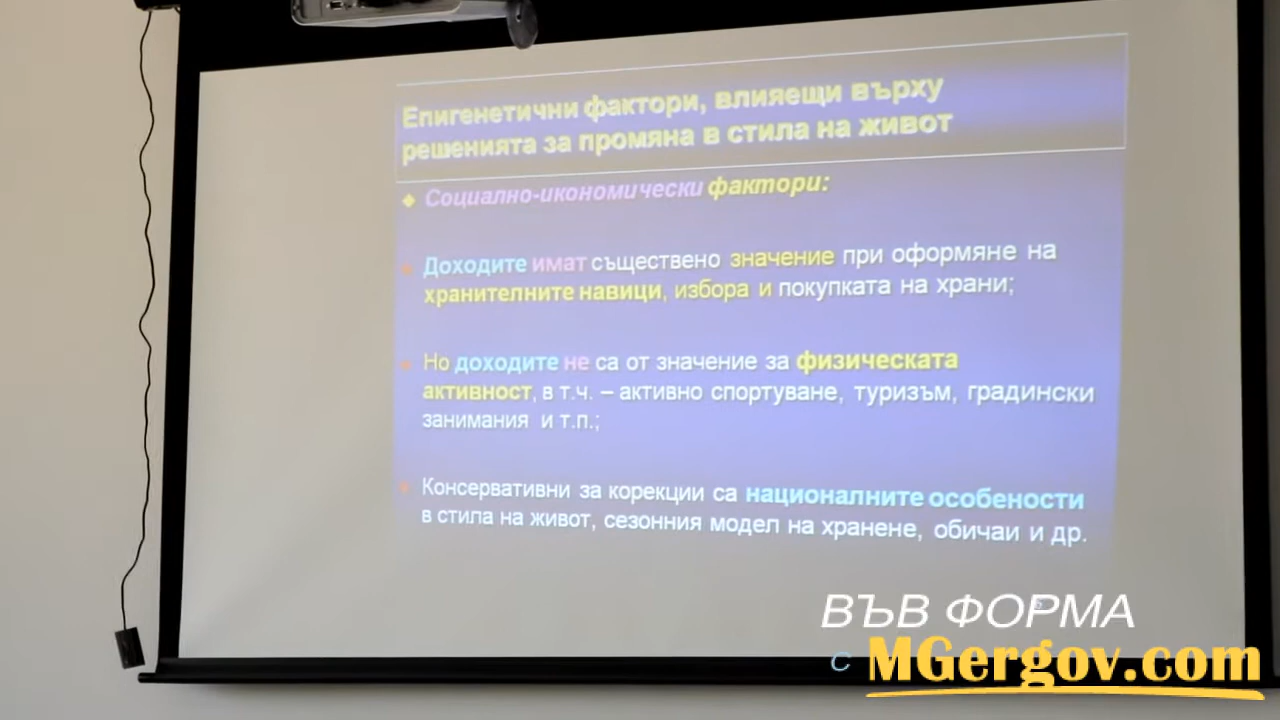 Епигенетични фактори, влияещи върху
решенията за промяна в стила на живот
Социално-икономически фактори:
Доходите имат съществено значение при оформяне на
хранителните навици, избора и покупката на храни;
Но доходите не са от значение за физическата
активност, в т.ч. – активно спортуване, туризъм, градински
занимания и т.п.;
Консервативни за корекции са националните особености
в стила на живот, сезонния модел на хранене, обичаи и др.
ВЪВ ФОРМА
С MGergov.com